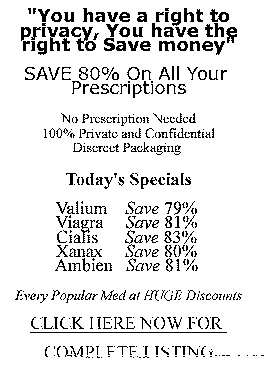 "You have a right to
privacy, You have the
right to Save money"
SAVE 80% On All Your
Prescriptions
No Prescription Needed
100% Private and Confidential
Discreet Packaging
Today's Specials
Valium Save 79%
Viagra Save 81%
Cialis Save 83%
Xanax Save 80%
Ambien Save 81%
Every Popular Med at HUGE Discounts
CLICK HERE NOW FOR
COMPLETE LISTING